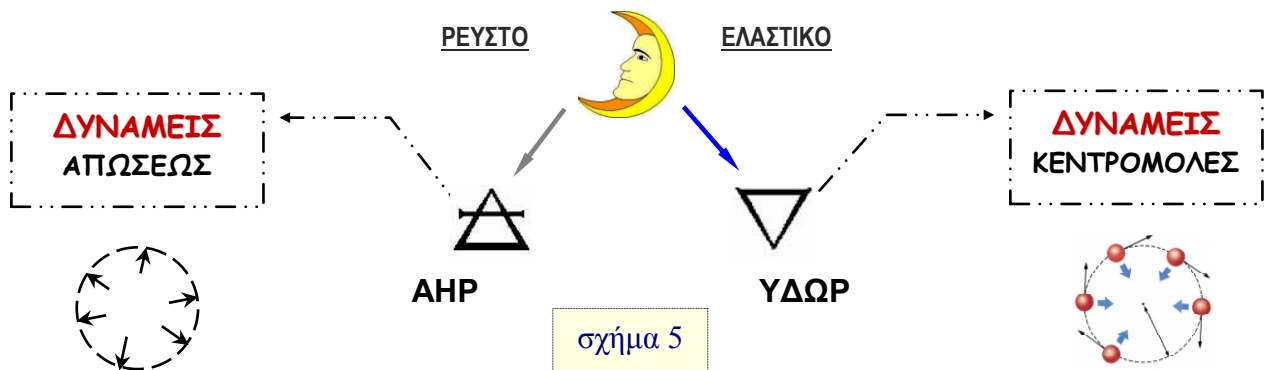 ΡΕΥΣΤΟ
ΕΛΑΣΤΙΚΟ
ΔΥΝΑΜΕΙΣ
ΑΠΩΣΕΩΣ
ΔΥΝΑΜΕΙΣ
ΚΕΝΤΡΟΜΟΛΕΣ
ΑΗΡ
ΥΔΩΡ
σχήμα 5